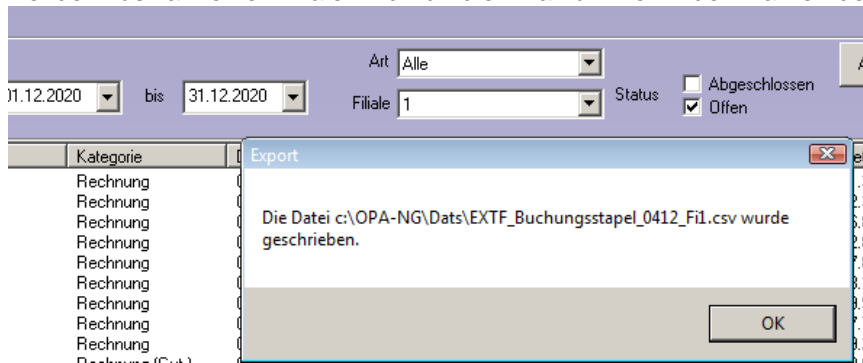 Art Alle
01.12.2020 bis 31.12.2020
Filiale 1
Status
Abgeschlossen
Offen
Kategorie
Export
Rechnung
Rechnung
Rechnung
Rechnung
Rechnung
Rechnung
Rechnung
Rechnung
Rechnung
Die Datei c:\OPA-NG\Dats\EXTF_Buchungsstapel_0412_Fi1.csv wurde
geschrieben.
OK